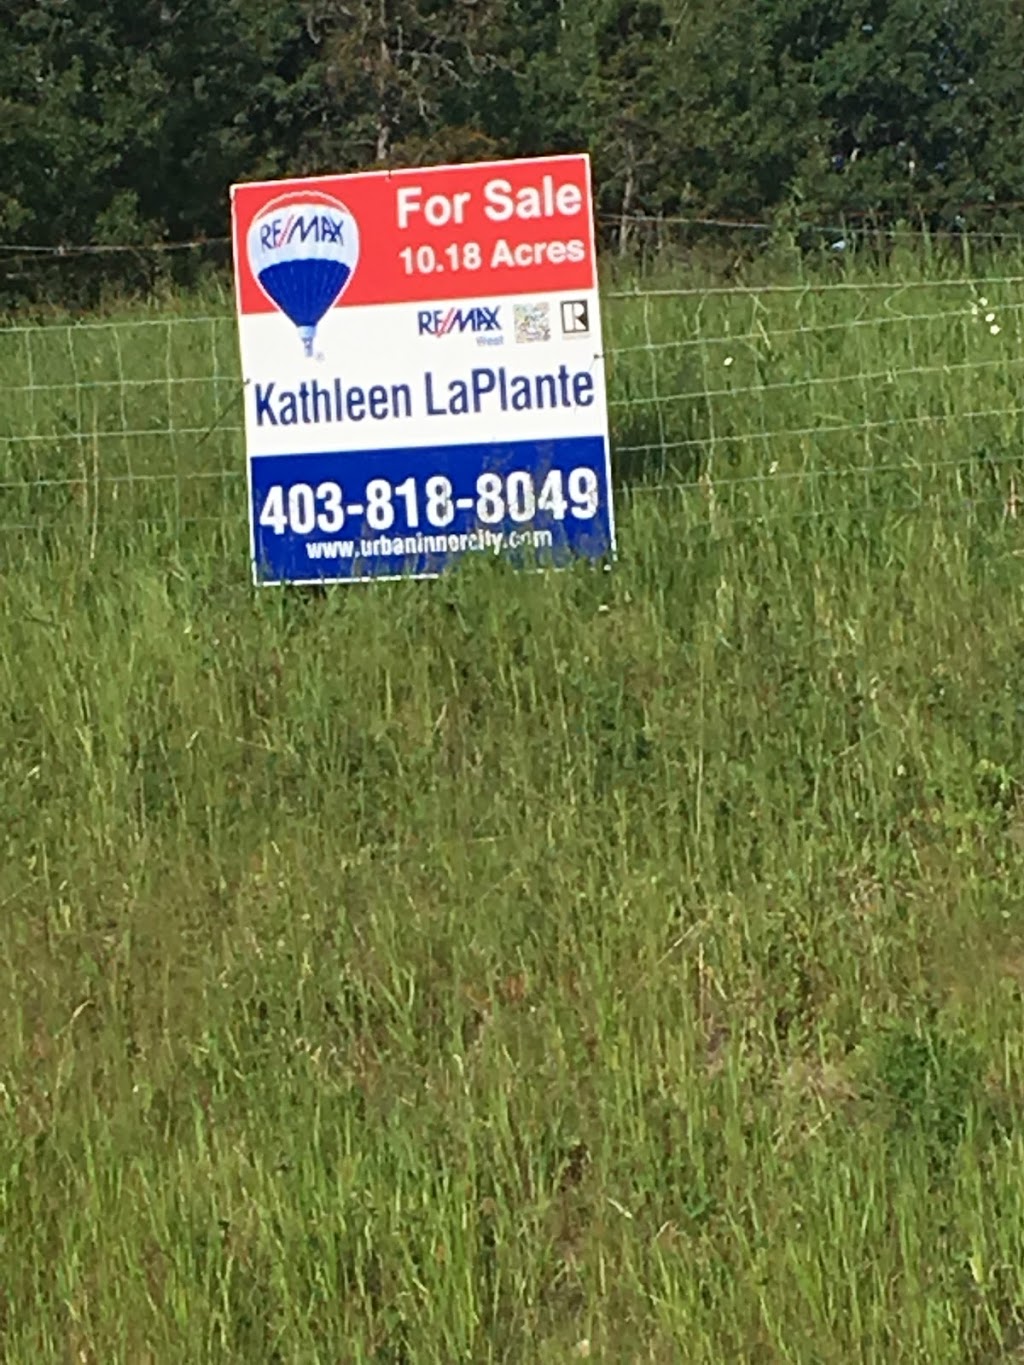 For Sale
10.18 Acres
RE/MAX
RE/MAX
West
R
Kathleen LaPlante
403-818-8049
www.urbaninnercity.com